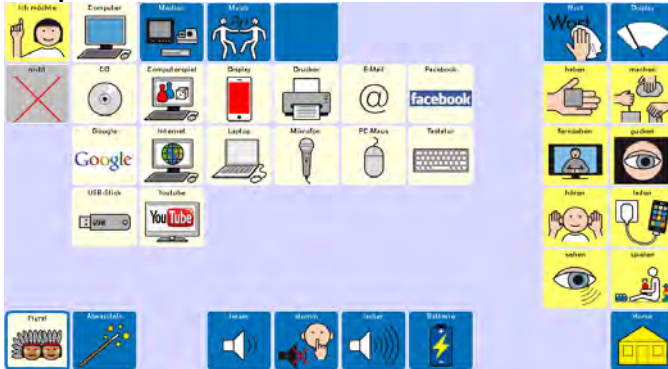 Ich möchte
Computer
Medien
Musik
Wort
Display
Wort
nicht
CD
Computerspiel
Display
Drucker
E-Mail
Facebook
haben
machen
@
facebook
Google
Internet
Laptop
Mikrofon
PC-Maus
Tastatur
fernsehen
gucken
Google
USB-Stick
Youtube
hören
laden
USB
You Tube
sehen
spielen
Plural
leiser
stumm
lauter
Batterie
Home